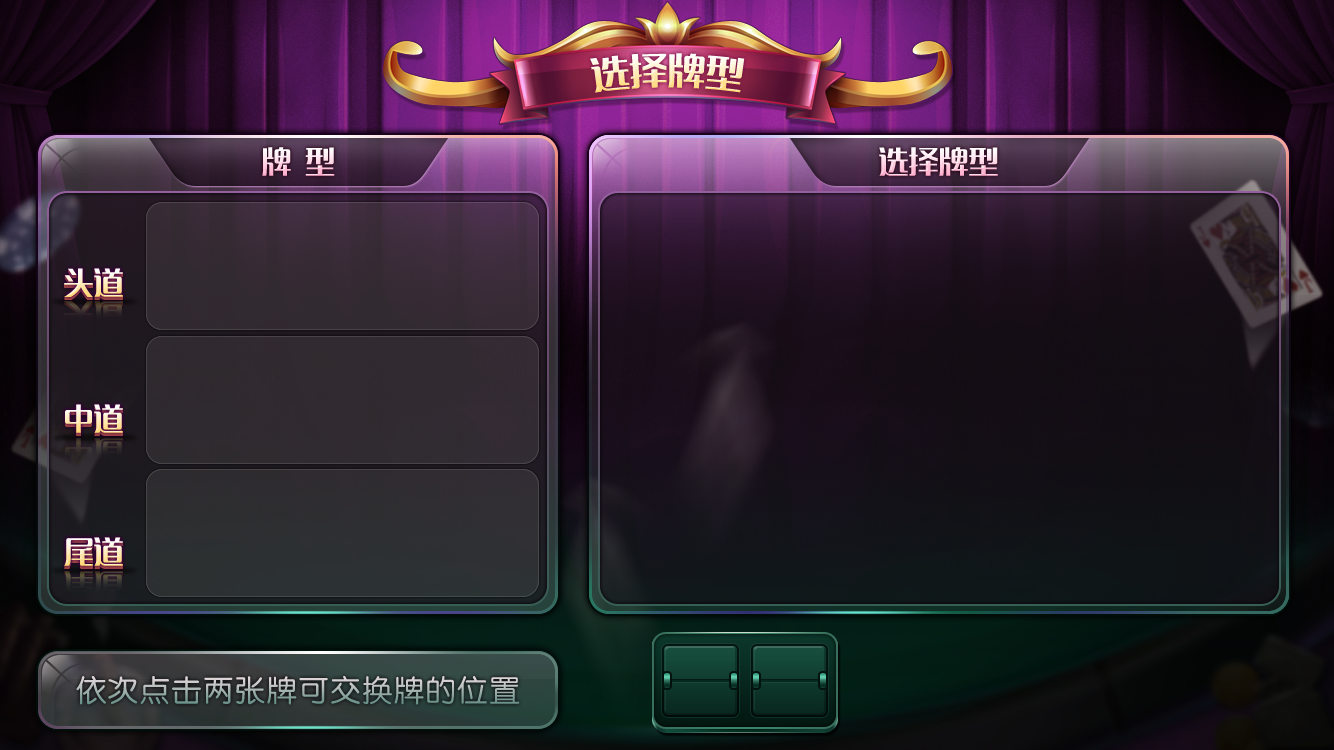 选择牌型
牌 型
选择牌型
头道
中道
尾道
依次点击两张牌可交换牌的位置